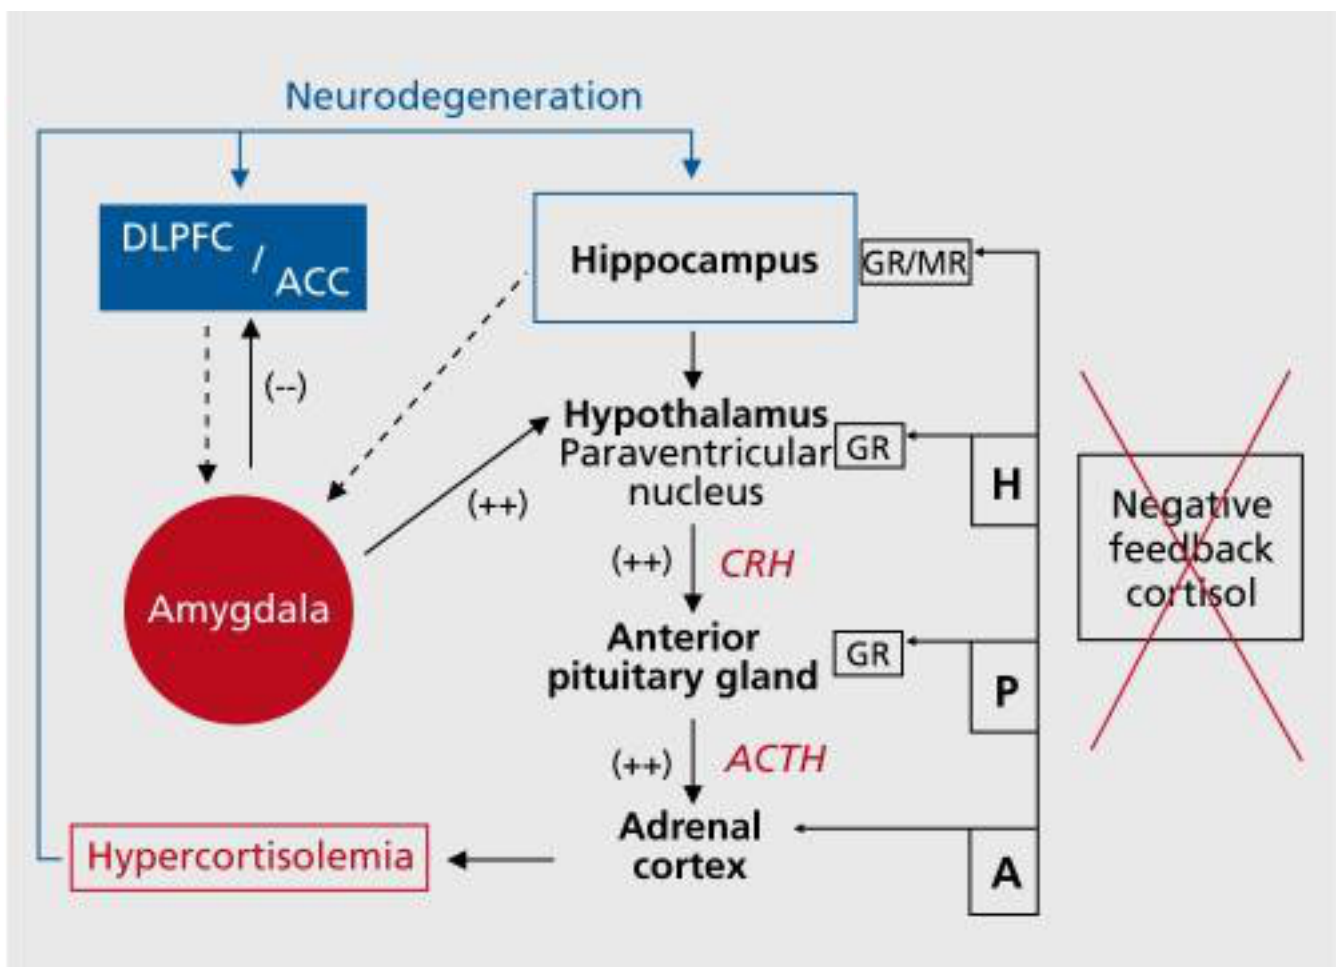 Neurodegeneration
DLPFC
/
ACC
Hippocampus
GR/MR
(--)
Hypothalamus
Paraventricular
nucleus
GR
H
Negative
feedback
cortisol
(++)
(++)
CRH
Amygdala
Anterior
pituitary gland
GR
P
(++)
ACTH
Adrenal
cortex
Hypercortisolemia
A